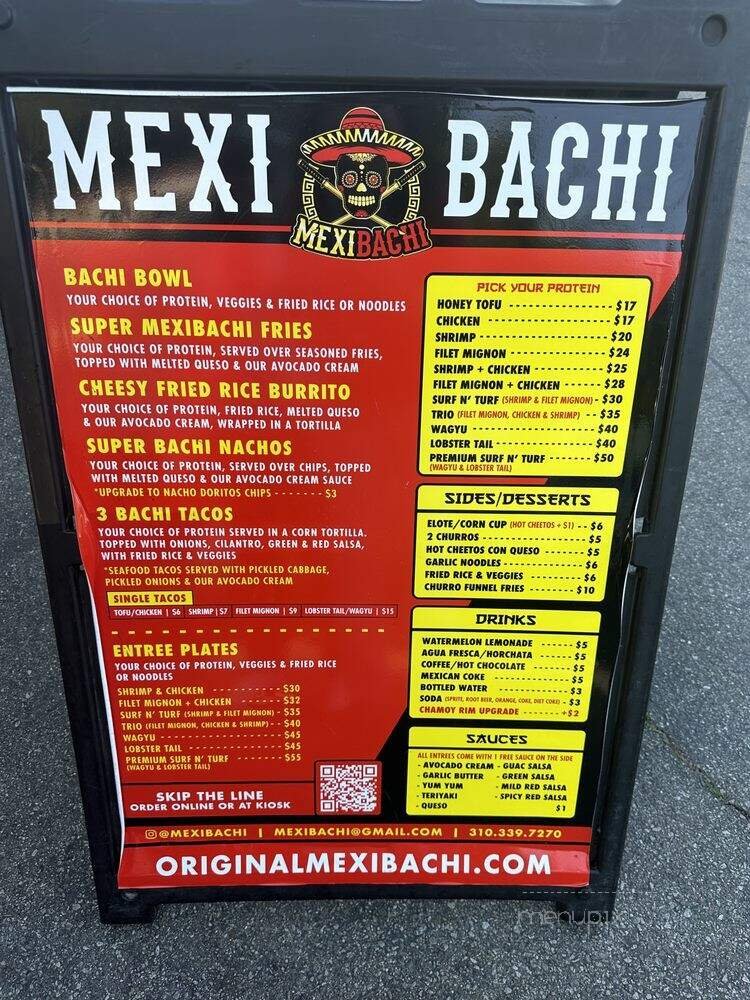 MEXI BACHI
MEXIBACHI
BACHI BOWL
YOUR CHOICE OF PROTEIN, VEGGIES & FRIED RICE OR NOODLES
SUPER MEXIBACHI FRIES
YOUR CHOICE OF PROTEIN, SERVED OVER SEASONED FRIES,
TOPPED WITH MELTED QUESO & OUR AVOCADO CREAM
CHEESY FRIED RICE BURRITO
YOUR CHOICE OF PROTEIN, FRIED RICE, MELTED QUESO
& OUR AVOCADO CREAM, WRAPPED IN A TORTILLA
SUPER BACHI NACHOS
YOUR CHOICE OF PROTEIN, SERVED OVER CHIPS, TOPPED
WITH MELTED QUESO & OUR AVOCADO CREAM SAUCE
*UPGRADE TO NACHO DORITOS CHIPS - - - - - - - $3
3 BACHI TACOS
YOUR CHOICE OF PROTEIN SERVED IN A CORN TORTILLA.
TOPPED WITH ONIONS, CILANTRO, GREEN & RED SALSA,
WITH FRIED RICE & VEGGIES
*SEAFOOD TACOS SERVED WITH PICKLED CABBAGE,
PICKLED ONIONS & OUR AVOCADO CREAM
SINGLE TACOS
TOFU/CHICKEN | $6 SHRIMP | $7 FILET MIGNON | $9 LOBSTER TAIL/WAGYU | $15
ENTREE PLATES
YOUR CHOICE OF PROTEIN, VEGGIES & FRIED RICE
OR NOODLES
SHRIMP & CHICKEN - - - - - - - - - - $30
FILET MIGNON + CHICKEN - - - - - - $32
SURF N' TURF (SHRIMP & FILET MIGNON) - $35
TRIO (FILET MIGNON, CHICKEN & SHRIMP) - - $40
WAGYU - - - - - - - - - - - - - - - $45
LOBSTER TAIL - - - - - - - - - - - - $45
PREMIUM SURF N' TURF - - - - - - - $55
(WAGYU & LOBSTER TAIL)
SKIP THE LINE
ORDER ONLINE OR AT KIOSK
PICK YOUR PROTEIN
HONEY TOFU - - - - - - - - - - - - - - - - $17
CHICKEN - - - - - - - - - - - - - - - - - - - $17
SHRIMP - - - - - - - - - - - - - - - - - - - - $20
FILET MIGNON - - - - - - - - - - - - - - $24
SHRIMP + CHICKEN - - - - - - - - - - - $25
FILET MIGNON + CHICKEN - - - - - - $28
SURF N' TURF (SHRIMP & FILET MIGNON) - $30
TRIO (FILET MIGNON, CHICKEN & SHRIMP) - - $35
WAGYU - - - - - - - - - - - - - - - - - - $40
LOBSTER TAIL - - - - - - - - - - - - - - $40
PREMIUM SURF N' TURF - - - - - - - $50
(WAGYU & LOBSTER TAIL)
SIDES/DESSERTS
ELOTE/CORN CUP (HOT CHEETOS + $1) - - $6
2 CHURROS - - - - - - - - - - - - - - - $5
HOT CHEETOS CON QUESO - - - - - - - $5
GARLIC NOODLES - - - - - - - - - - - - $6
FRIED RICE & VEGGIES - - - - - - - - - $6
CHURRO FUNNEL FRIES - - - - - - - - $10
DRINKS
WATERMELON LEMONADE - - - - - - $5
AGUA FRESCA/HORCHATA - - - - - - $5
COFFEE/HOT CHOCOLATE - - - - - - $5
MEXICAN COKE - - - - - - - - - - - - $5
BOTTLED WATER - - - - - - - - - - - $3
SODA (SPRITE, ROOT BEER, ORANGE, COKE, DIET COKE) - $3
CHAMOY RIM UPGRADE - - - - - - - +$2
SAUCES
ALL ENTREES COME WITH 1 FREE SAUCE ON THE SIDE
- AVOCADO CREAM - GUAC SALSA
- GARLIC BUTTER - GREEN SALSA
- YUM YUM - MILD RED SALSA
- TERIYAKI - SPICY RED SALSA
- QUESO $1
@MEXIBACHI | MEXIBACHI@GMAIL.COM | 310.339.7270
ORIGINALMEXIBACHI.COM